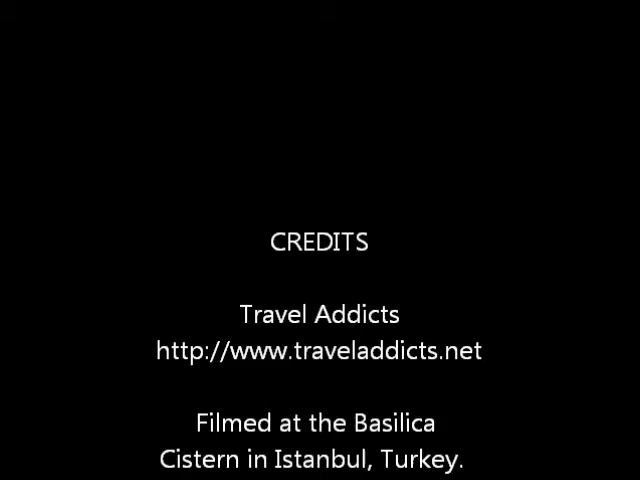 CREDITS
Travel Addicts
http://www.traveladdicts.net
Filmed at the Basilica
Cistern in Istanbul, Turkey.